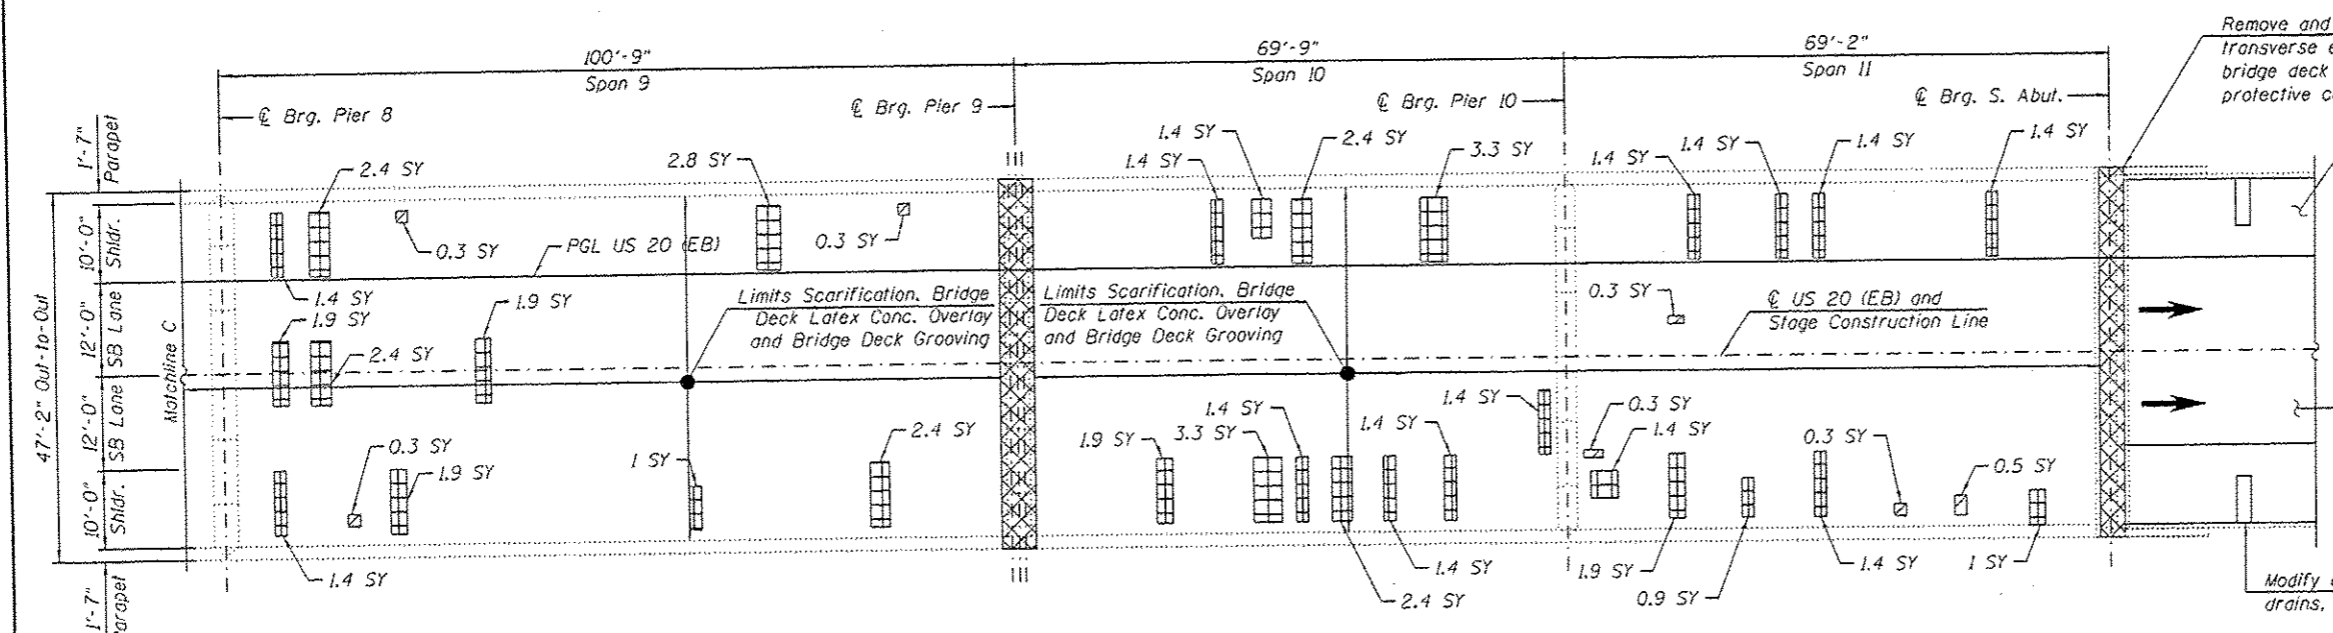 Remove and
transverse e
bridge deck
protective c
100'-9"
Span 9
69'-9"
Span 10
69'-2"
Span 11
℄ Brg. Pier 8
℄ Brg. Pier 9
℄ Brg. Pier 10
℄ Brg. S. Abut.
1'-7"
Parapet
2.4 SY
2.8 SY
1.4 SY
1.4 SY
2.4 SY
3.3 SY
1.4 SY
1.4 SY
1.4 SY
1.4 SY
10'-0"
Shldr.
0.3 SY
PGL US 20 (EB)
0.3 SY
47'-2" Out-to-Out
12'-0"
SB Lane
Matchline C
1.4 SY
1.9 SY
1.9 SY
2.4 SY
Limits Scarification, Bridge
Deck Latex Conc. Overlay
and Bridge Deck Grooving
Limits Scarification, Bridge
Deck Latex Conc. Overlay
and Bridge Deck Grooving
0.3 SY
℄ US 20 (EB) and
Stage Construction Line
12'-0"
SB Lane
10'-0"
Shldr.
0.3 SY
1.9 SY
1 SY
2.4 SY
1.9 SY
3.3 SY
1.4 SY
1.4 SY
1.4 SY
0.3 SY
1.4 SY
0.3 SY
0.5 SY
1.4 SY
1.4 SY
2.4 SY
1.9 SY
0.9 SY
1.4 SY
1 SY
1'-7"
Parapet
Modify
drains,